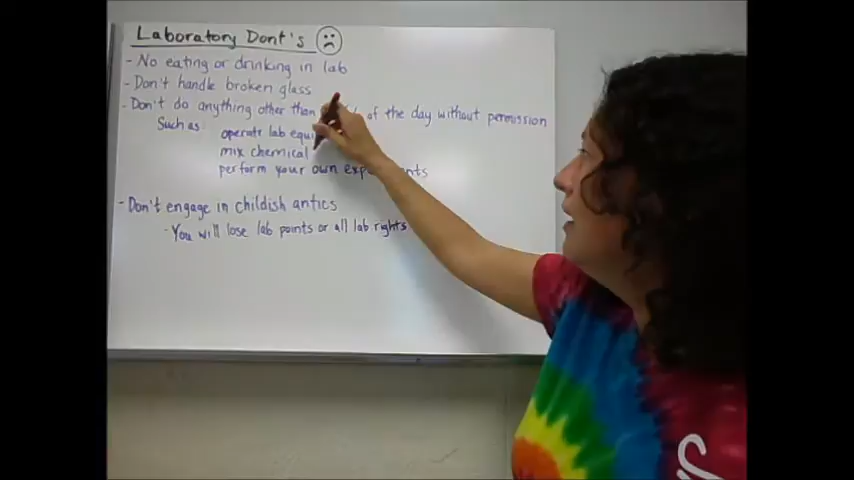 Laboratory Dont's
- No eating or drinking in lab
- Don't handle broken glass
- Don't do anything other than of the day without permission
Such as operate lab
mix chemical
perform your own
- Don't engage in childish antics
- You will lose lab points or all lab rights